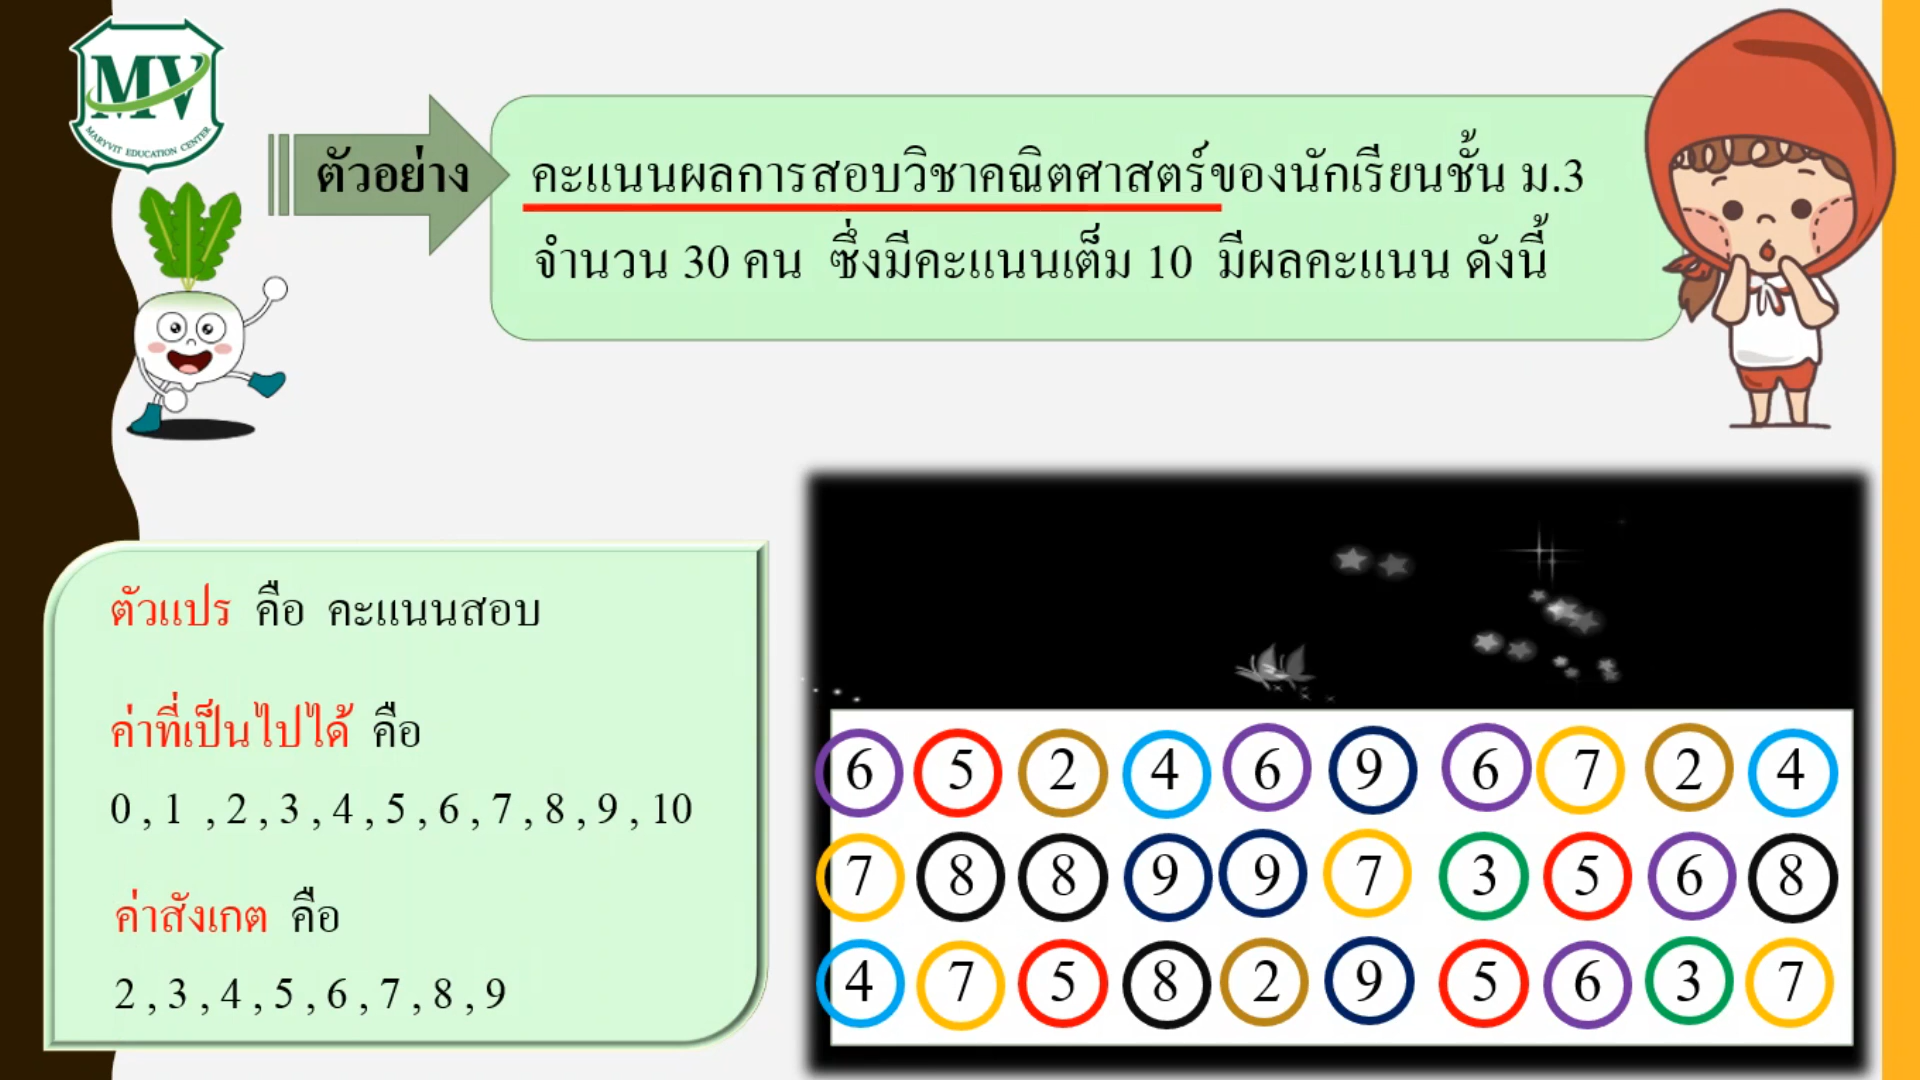 MV
MARYVIT EDUCATION CENTER
ตัวอย่าง
คะแนนผลการสอบวิชาคณิตศาสตร์ของนักเรียนชั้น ม.3
จำนวน 30 คน ซึ่งมีคะแนนเต็ม 10 มีผลคะแนน ดังนี้
ตัวแปร คือ คะแนนสอบ
ค่าที่เป็นไปได้ คือ
0 , 1 , 2 , 3 , 4 , 5 , 6 , 7 , 8 , 9 , 10
ค่าสังเกต คือ
2 , 3 , 4 , 5 , 6 , 7 , 8 , 9
6 5 2 4 6 9 6 7 2 4
7 8 8 9 9 7 3 5 6 8
4 7 5 8 2 9 5 6 3 7